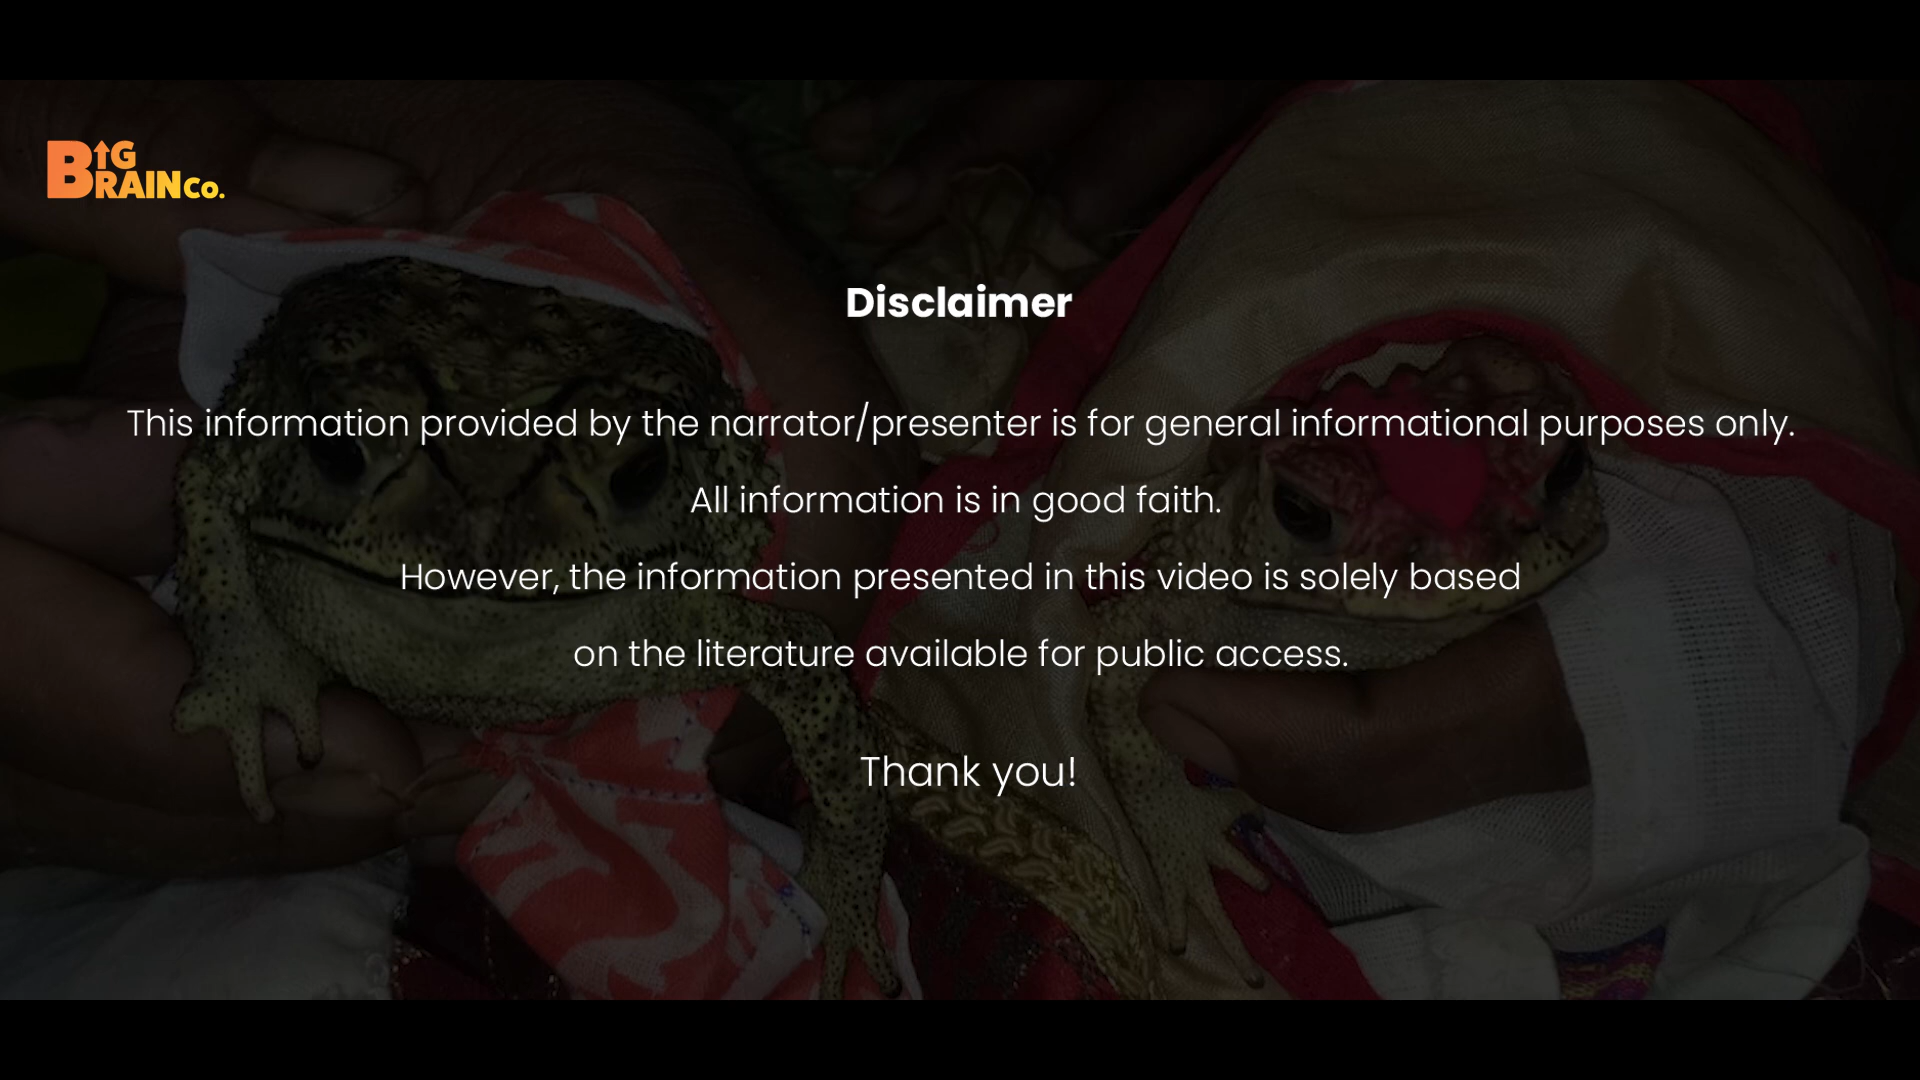 BIG
BRAINCO.
Disclaimer
This information provided by the narrator/presenter is for general informational purposes only.
All information is in good faith.
However, the information presented in this video is solely based
on the literature available for public access.
Thank you!